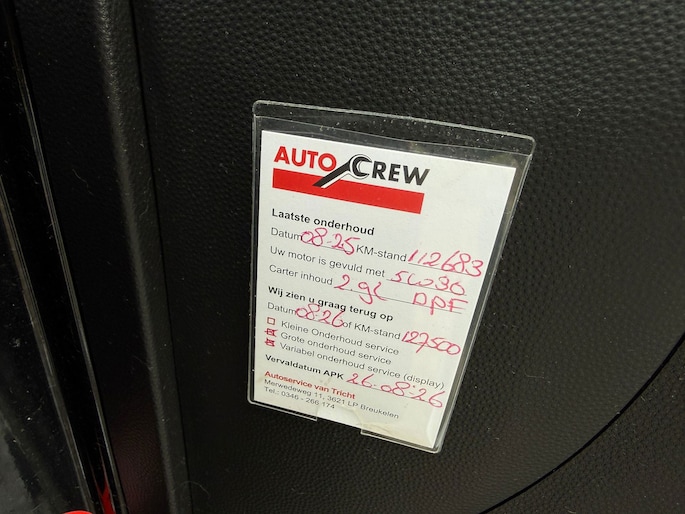 AUTO CREW
Laatste onderhoud
Datum 08-25 KM-stand 112683
Uw motor is gevuld met 5W30
Carter inhoud 2.9L DPF
Wij zien u graag terug op
Datum 08-26 of KM-stand 127500
Kleine Onderhoud service
Grote onderhoud service
Variabel onderhoud service (display)
Vervaldatum APK 26-08-26
Autoservice van Tricht
Merwedeweg 11, 3621 LP Breukelen
Tel.: 0346 - 266 174